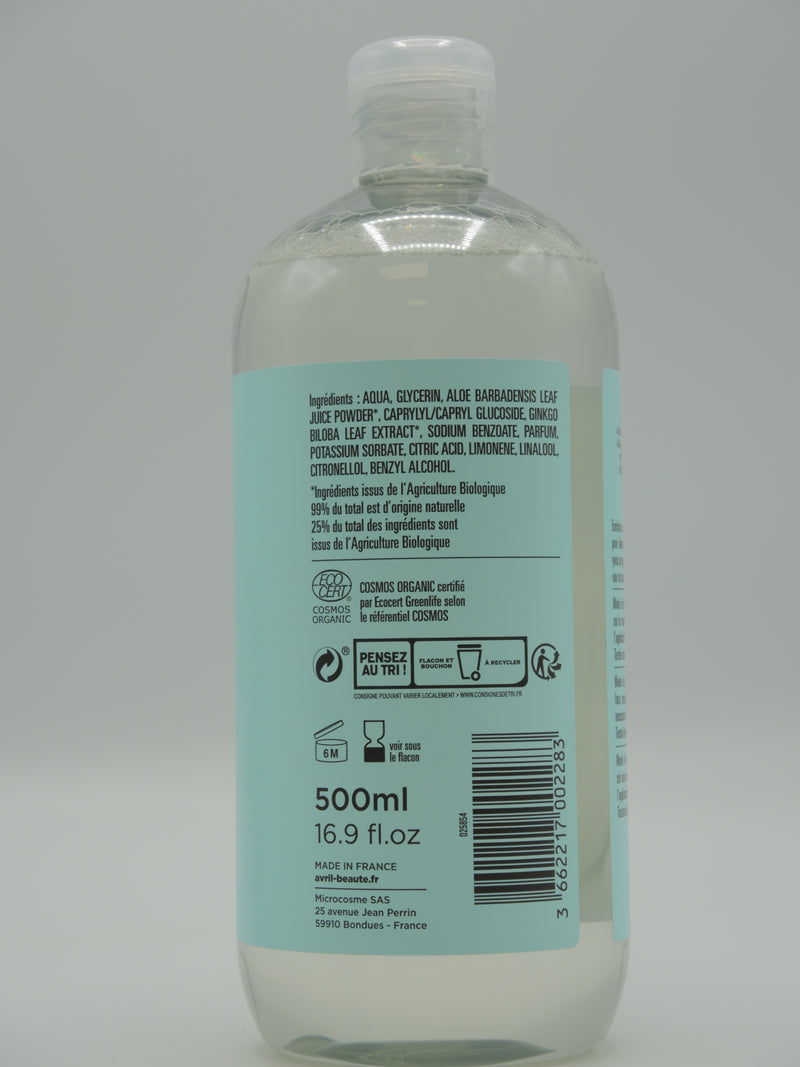 Ingrédients : AQUA, GLYCERIN, ALOE BARBADENSIS LEAF
JUICE POWDER*, CAPRYLYL/CAPRYL GLUCOSIDE, GINKGO
BILOBA LEAF EXTRACT*, SODIUM BENZOATE, PARFUM,
POTASSIUM SORBATE, CITRIC ACID, LIMONENE, LINALOOL,
CITRONELLOL, BENZYL ALCOHOL.
*Ingrédients issus de l'Agriculture Biologique
99% du total est d'origine naturelle
25% du total des ingrédients sont
issus de l'Agriculture Biologique
ECO
CERT®
COSMOS
ORGANIC
COSMOS ORGANIC certifié
par Ecocert Greenlife selon
le référentiel COSMOS
®
PENSEZ
AU TRI !
FLACON ET
BOUCHON
À RECYCLER
CONSIGNE POUVANT VARIER LOCALEMENT > WWW.CONSIGNESDETRI.FR
6M
voir sous
le flacon
500ml
16.9 fl.oz
MADE IN FRANCE
avril-beaute.fr
Microcosme SAS
25 avenue Jean Perrin
59910 Bondues - France
025854
3 662217 002283